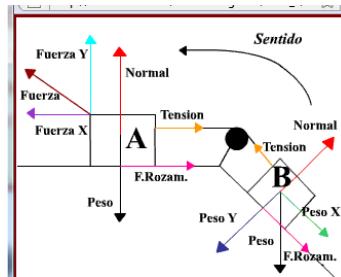 Sentido
Fuerza Y
Normal
Fuerza
Tension
Fuerza X
A
F.Rozam.
Peso
Normal
Tension
B
Peso X
Peso Y
Peso
F.Rozam.